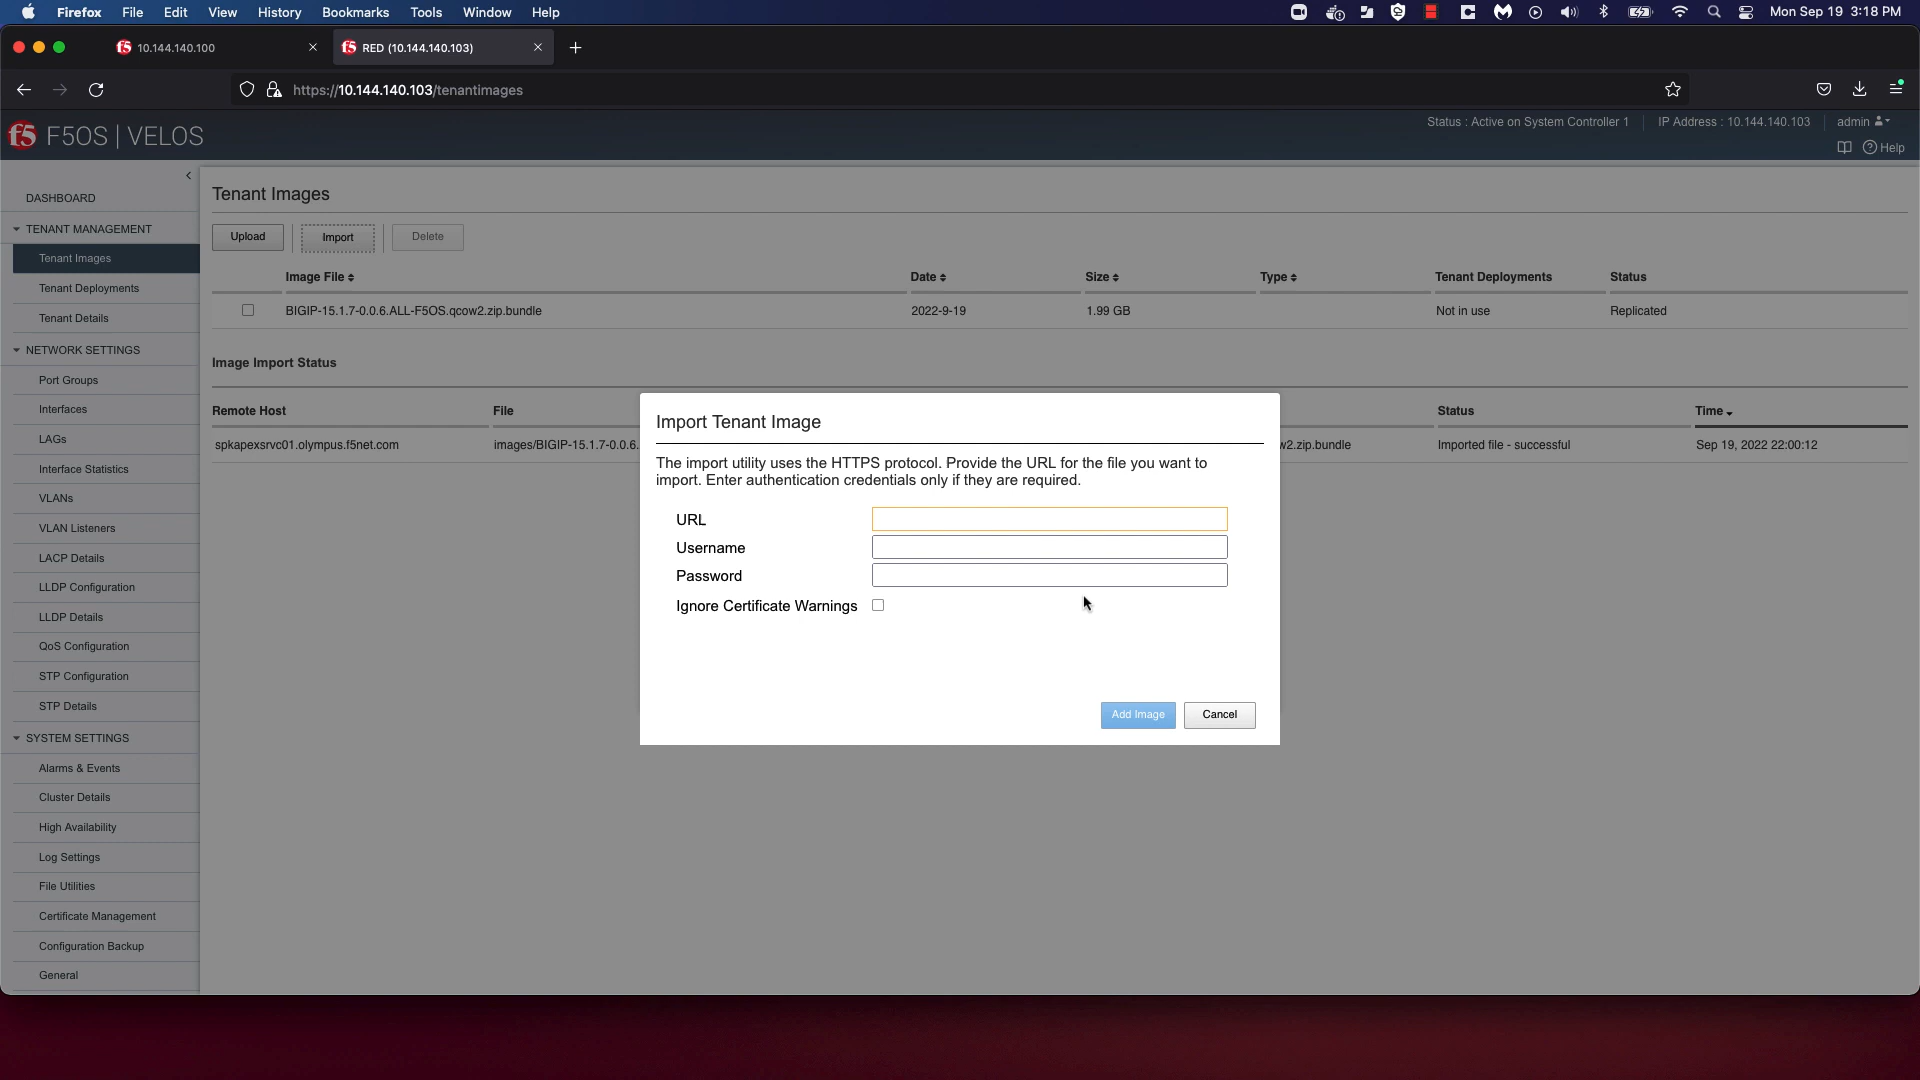 Firefox File Edit View History Bookmarks Tools Window Help Mon Sep 19 3:18 PM
10.144.140.100 RED (10.144.140.103)
https://10.144.140.103/tenantimages
f5 F5OS | VELOS Status : Active on System Controller 1 IP Address : 10.144.140.103 admin
Help
DASHBOARD
TENANT MANAGEMENT
Tenant Images
Tenant Deployments
Tenant Details
NETWORK SETTINGS
Port Groups
Interfaces
LAGs
Interface Statistics
VLANs
VLAN Listeners
LACP Details
LLDP Configuration
LLDP Details
QoS Configuration
STP Configuration
STP Details
SYSTEM SETTINGS
Alarms & Events
Cluster Details
High Availability
Log Settings
File Utilities
Certificate Management
Configuration Backup
General
Tenant Images
Upload Import Delete
Image File Date Size Type Tenant Deployments Status
BIGIP-15.1.7-0.0.6.ALL-F5OS.qcow2.zip.bundle 2022-9-19 1.99 GB Not in use Replicated
Image Import Status
Remote Host File Status Time
spkapexsrvc01.olympus.f5net.com images/BIGIP-15.1.7-0.0.6. w2.zip.bundle Imported file - successful Sep 19, 2022 22:00:12
Import Tenant Image
The import utility uses the HTTPS protocol. Provide the URL for the file you want to
import. Enter authentication credentials only if they are required.
URL
Username
Password
Ignore Certificate Warnings
Add Image Cancel